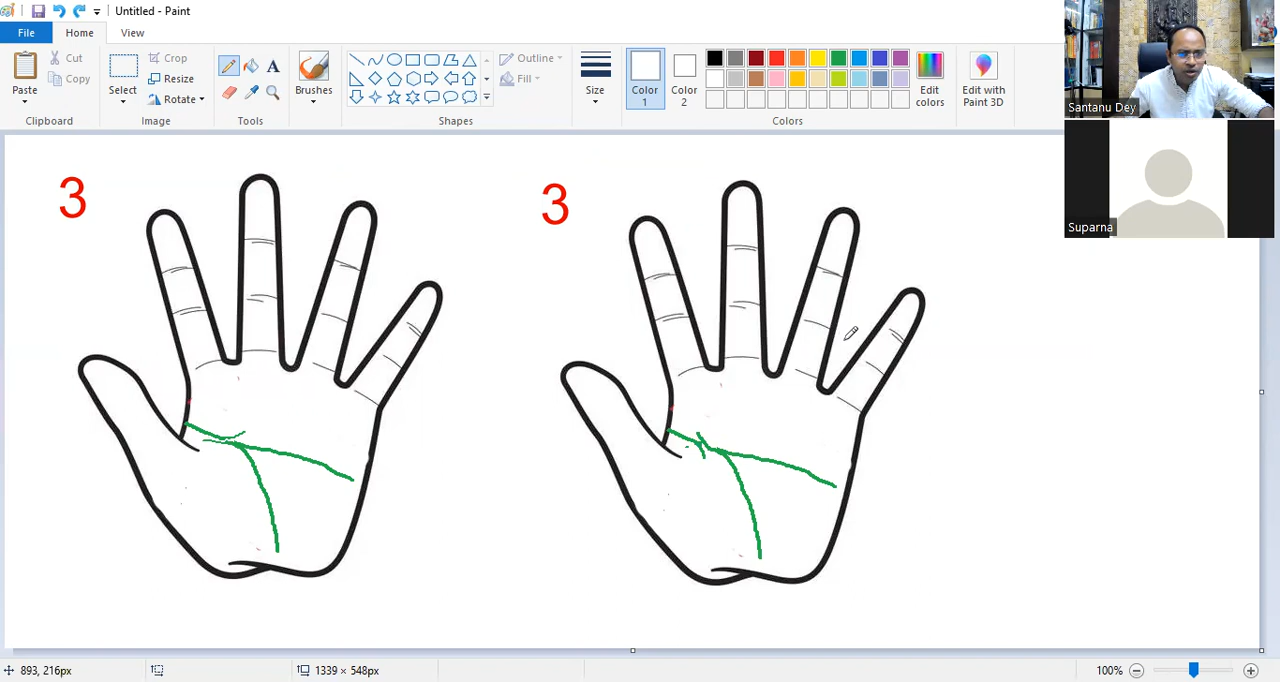 Untitled - Paint
File
Home
View
Paste
Cut
Copy
Clipboard
Select
Crop
Resize
Rotate
Image
A
Tools
Brushes
Outline
Fill
Shapes
Size
Color
1
Color
2
Edit
colors
Edit with
Paint 3D
Colors
Santanu Dey
Suparna
3
3
893, 216px
1339 × 548px
100%